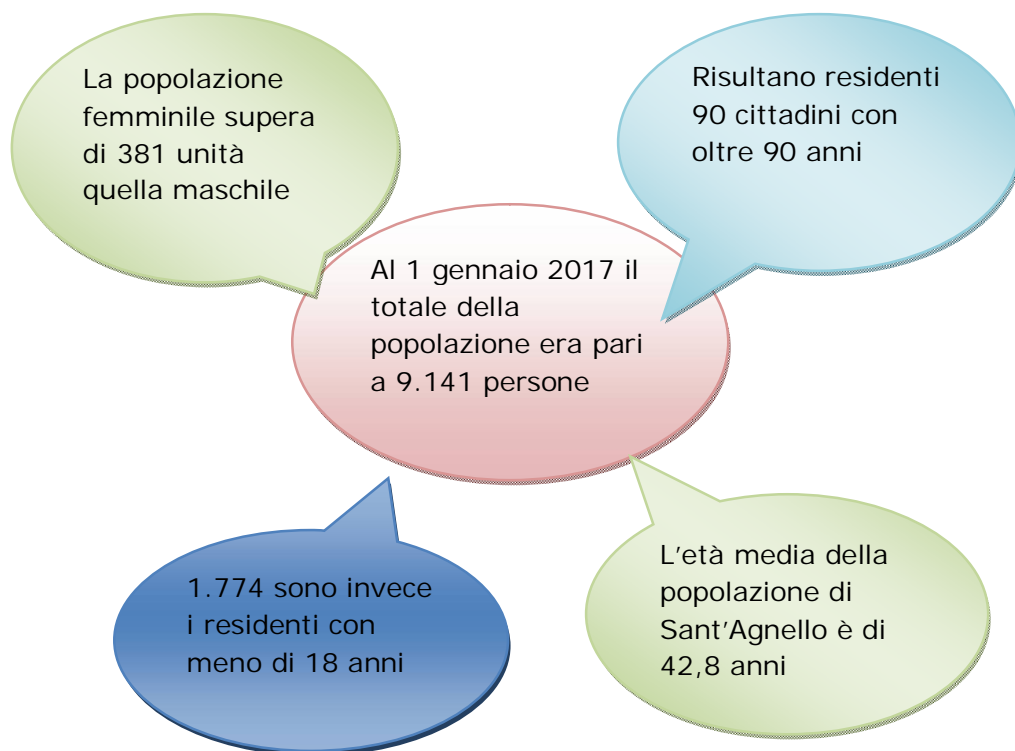 La popolazione
femminile supera
di 381 unità
quella maschile
Risultano residenti
90 cittadini con
oltre 90 anni
Al 1 gennaio 2017 il
totale della
popolazione era pari
a 9.141 persone
1.774 sono invece
i residenti con
meno di 18 anni
L'età media della
popolazione di
Sant'Agnello è di
42,8 anni